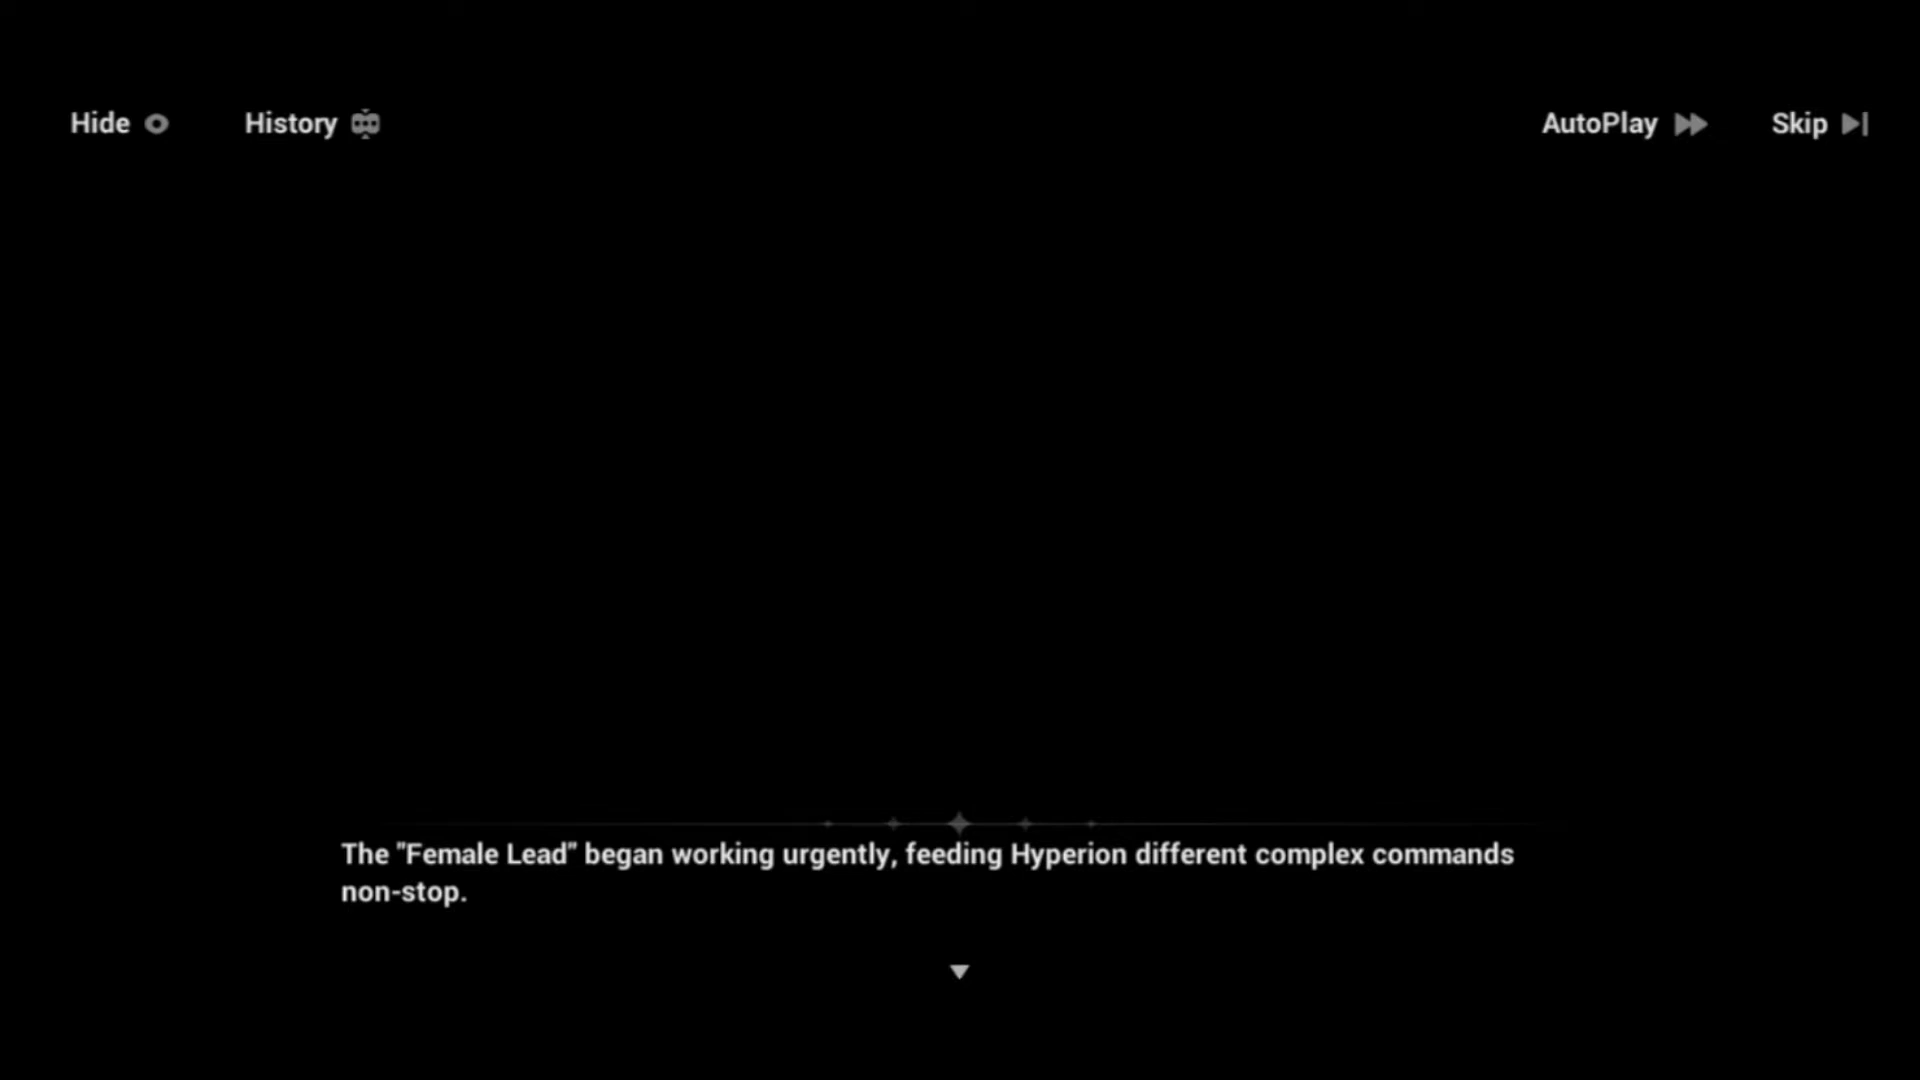 Hide
History
AutoPlay
Skip
The "Female Lead" began working urgently, feeding Hyperion different complex commands
non-stop.